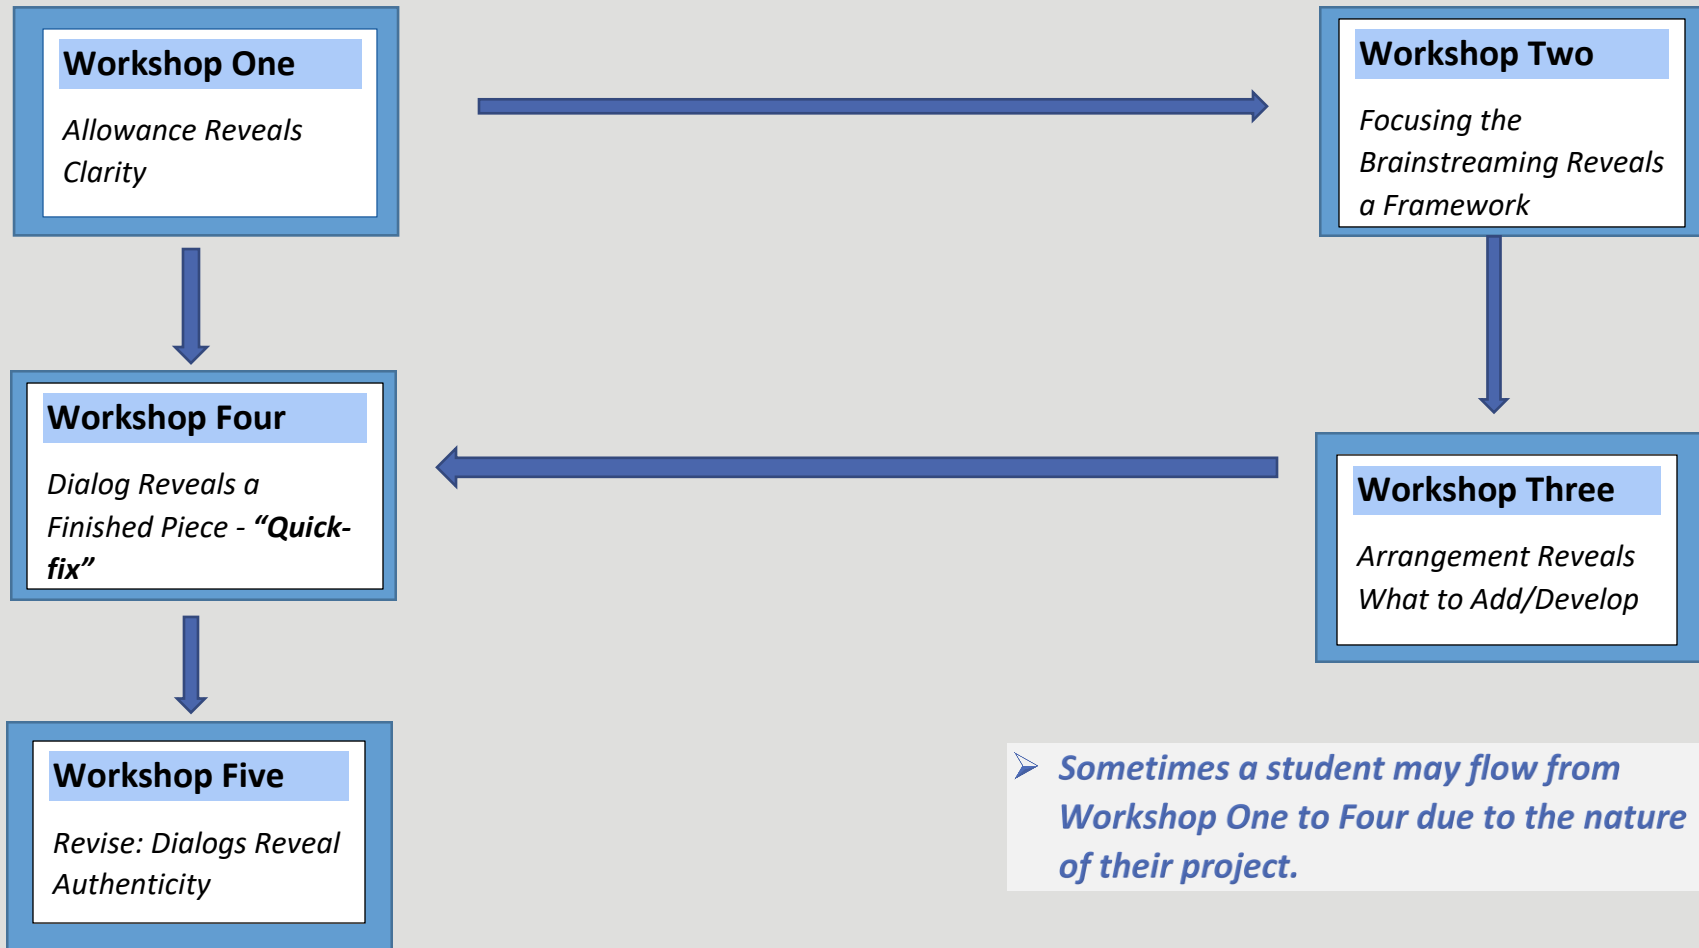 Workshop One
Allowance Reveals
Clarity
Workshop Two
Focusing the
Brainstreaming Reveals
a Framework
Workshop Four
Dialog Reveals a
Finished Piece - “Quick-
fix”
Workshop Three
Arrangement Reveals
What to Add/Develop
Workshop Five
Revise: Dialogs Reveal
Authenticity
➢ Sometimes a student may flow from
Workshop One to Four due to the nature
of their project.